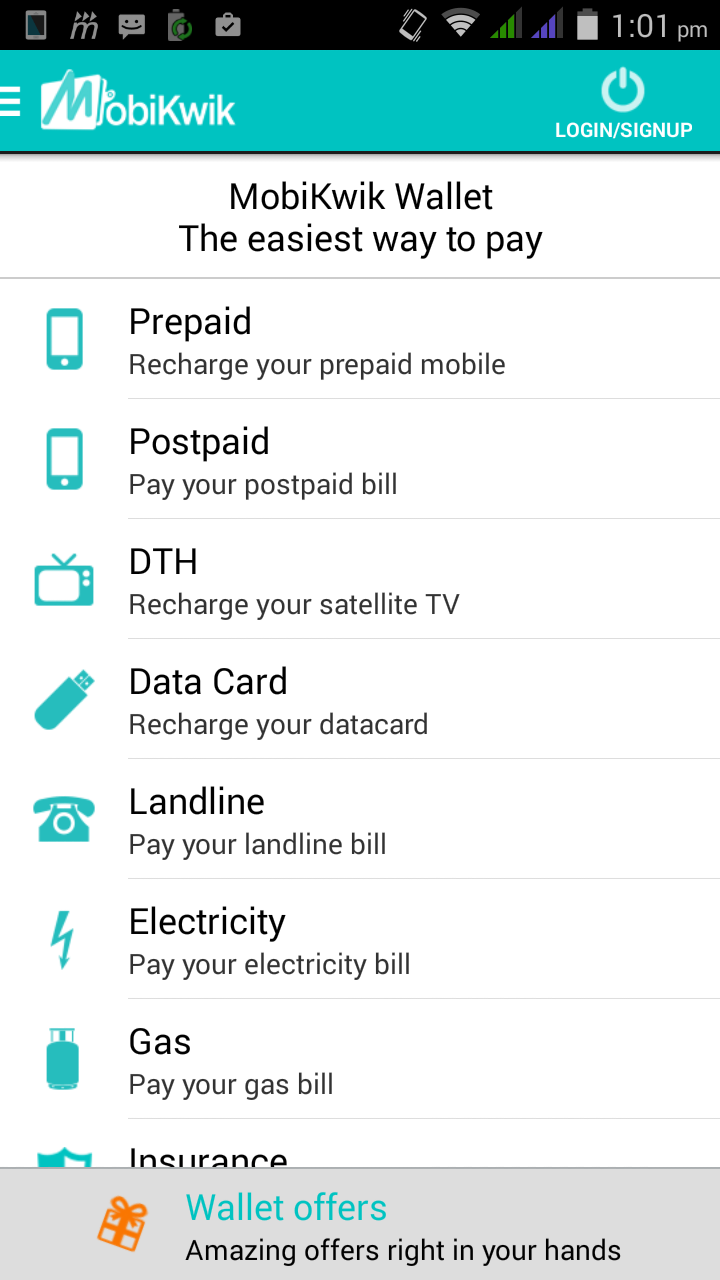 1:01 pm
MobiKwik
LOGIN/SIGNUP
MobiKwik Wallet
The easiest way to pay
Prepaid
Recharge your prepaid mobile
Postpaid
Pay your postpaid bill
DTH
Recharge your satellite TV
Data Card
Recharge your datacard
Landline
Pay your landline bill
Electricity
Pay your electricity bill
Gas
Pay your gas bill
Insurance
Wallet offers
Amazing offers right in your hands